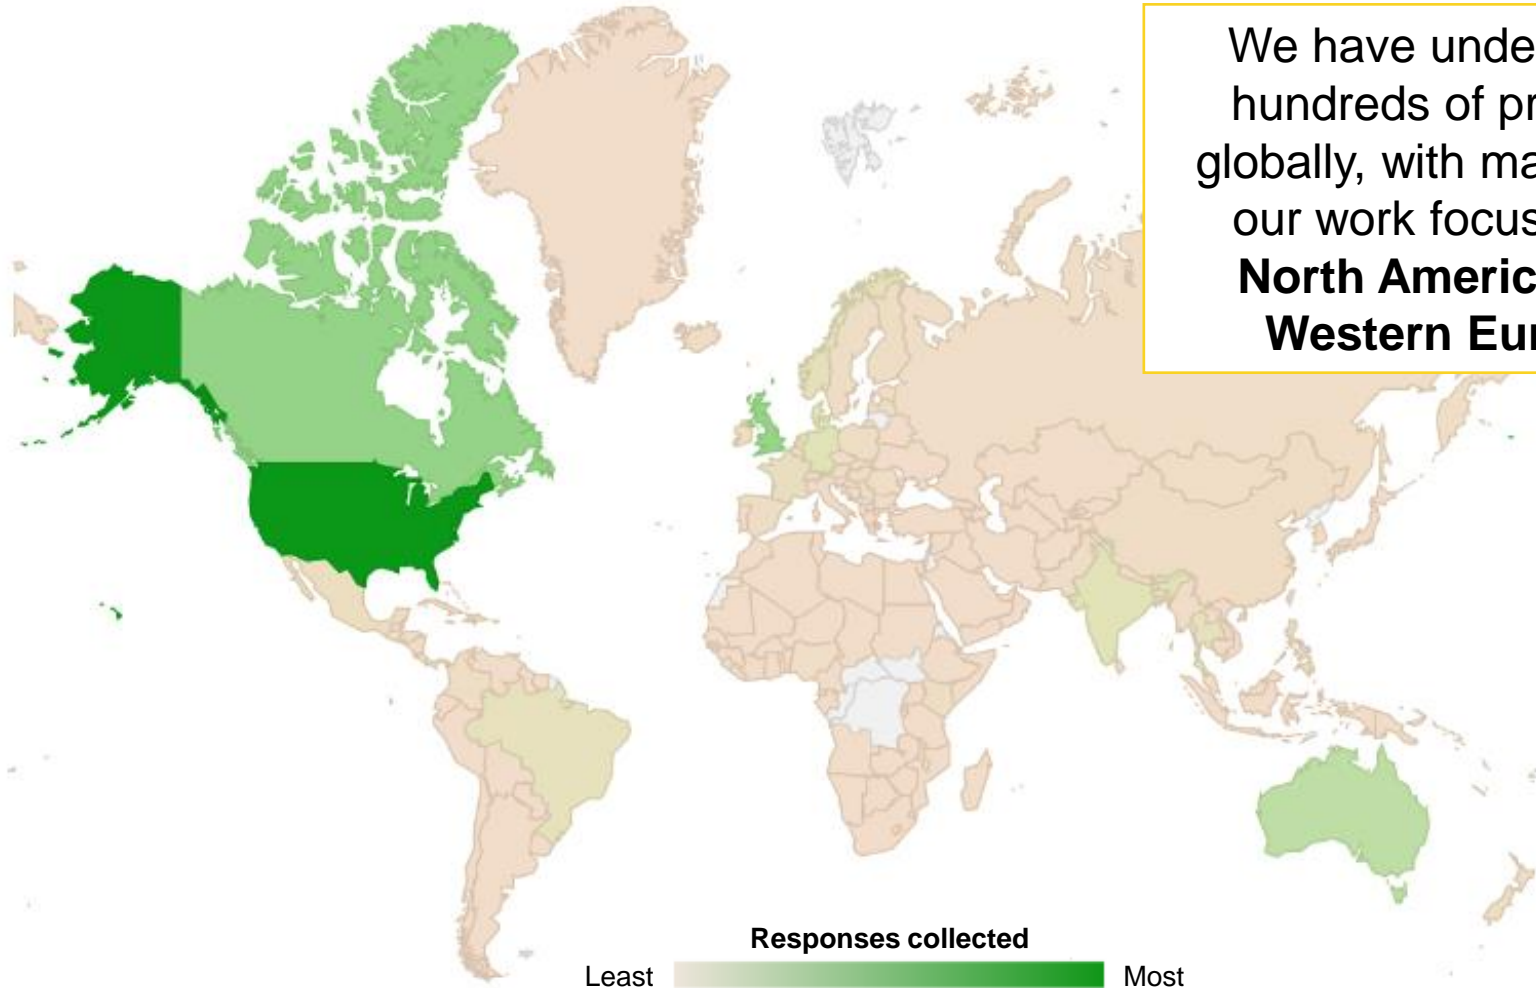 We have unde
hundreds of pr
globally, with ma
our work focus
North Americ
Western Eur
Responses collected
Least
Most